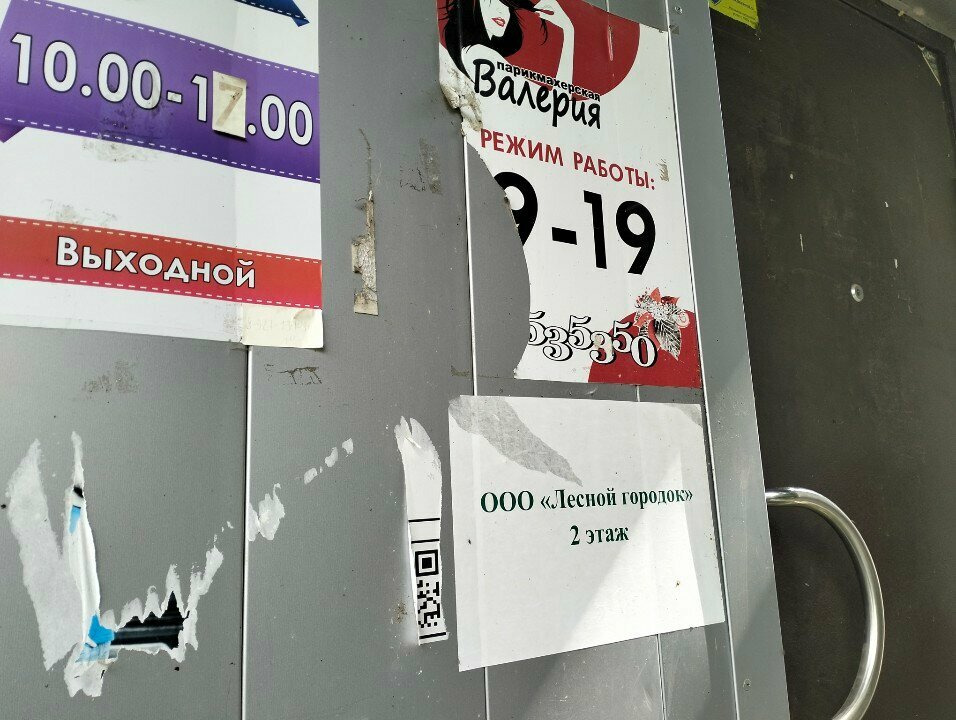 10.00-17.00
Выходной
парикмахерская
Валерия
РЕЖИМ РАБОТЫ:
9-19
535350
ООО «Лесной городок»
2 этаж